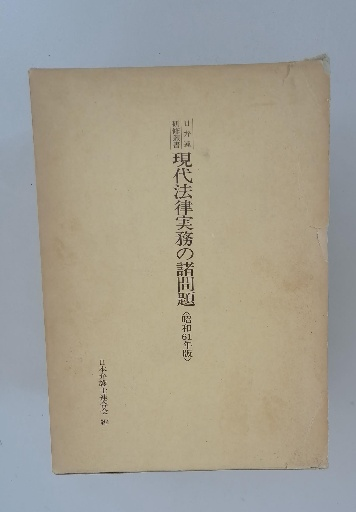 日弁連
研修叢書
現代法律実務の諸問題〈昭和61年版〉
日本弁護士連合会 編